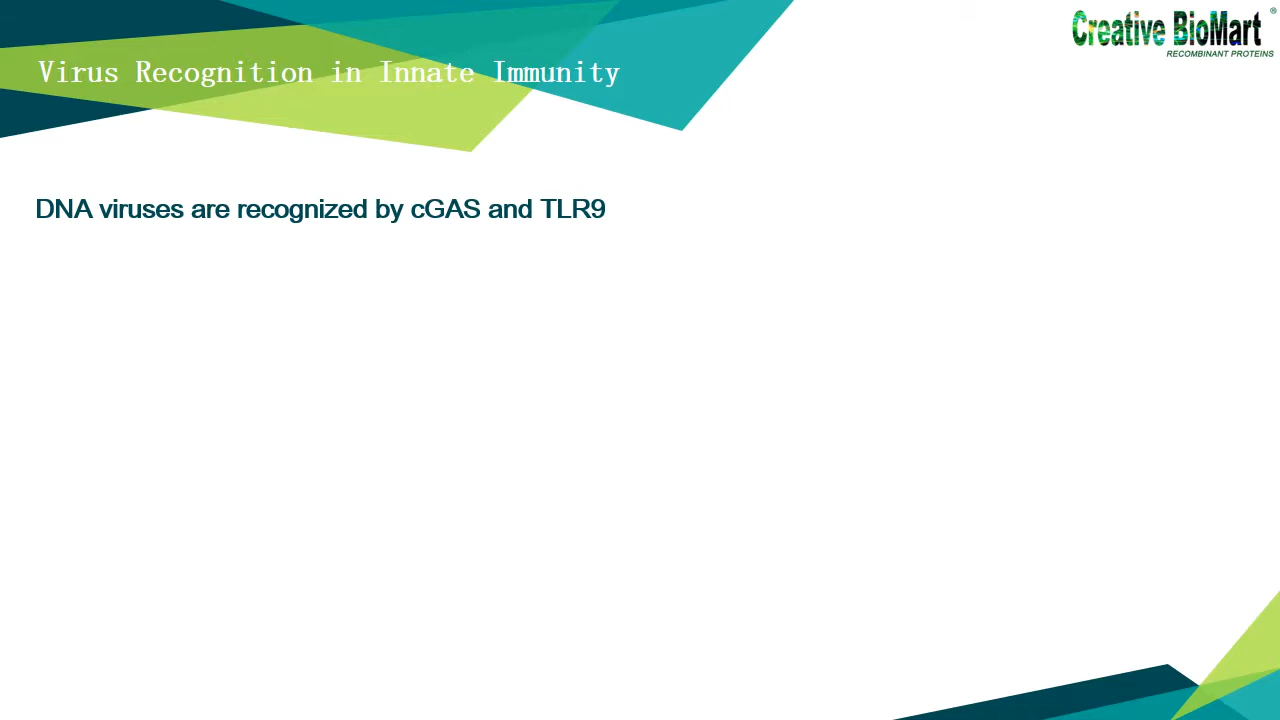 Creative BioMart ®
RECOMBINANT PROTEINS
Virus Recognition in Innate Immunity
DNA viruses are recognized by cGAS and TLR9